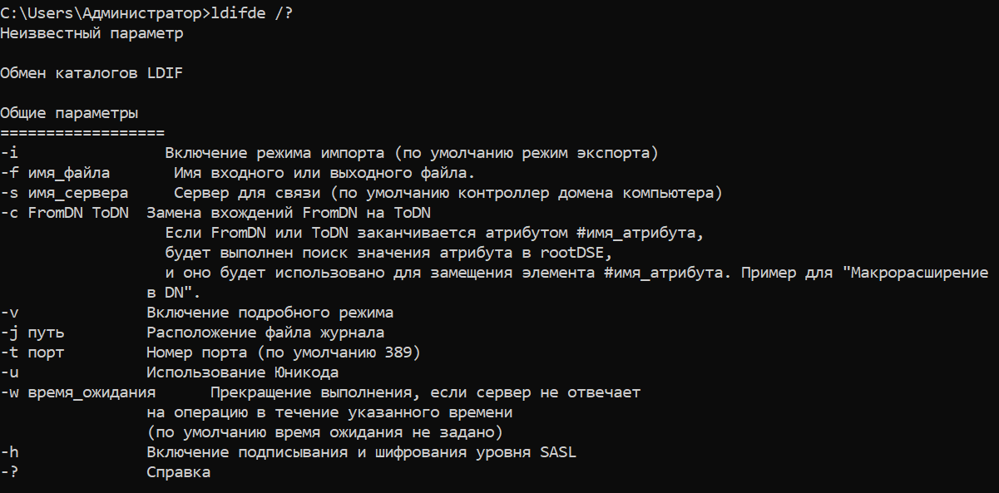 C:\Users\Администратор>ldifde /?
Неизвестный параметр
Обмен каталогов LDIF
Общие параметры
==================
-i Включение режима импорта (по умолчанию режим экспорта)
-f имя_файла Имя входного или выходного файла.
-s имя_сервера Сервер для связи (по умолчанию контроллер домена компьютера)
-c FromDN ToDN Замена вхождений FromDN на ToDN
Если FromDN или ToDN заканчивается атрибутом #имя_атрибута,
будет выполнен поиск значения атрибута в rootDSE,
и оно будет использовано для замещения элемента #имя_атрибута. Пример для "Макрорасширение
в DN".
-v Включение подробного режима
-j путь Расположение файла журнала
-t порт Номер порта (по умолчанию 389)
-u Использование Юникода
-w время_ожидания Прекращение выполнения, если сервер не отвечает
на операцию в течение указанного времени
(по умолчанию время ожидания не задано)
-h Включение подписывания и шифрования уровня SASL
-? Справка